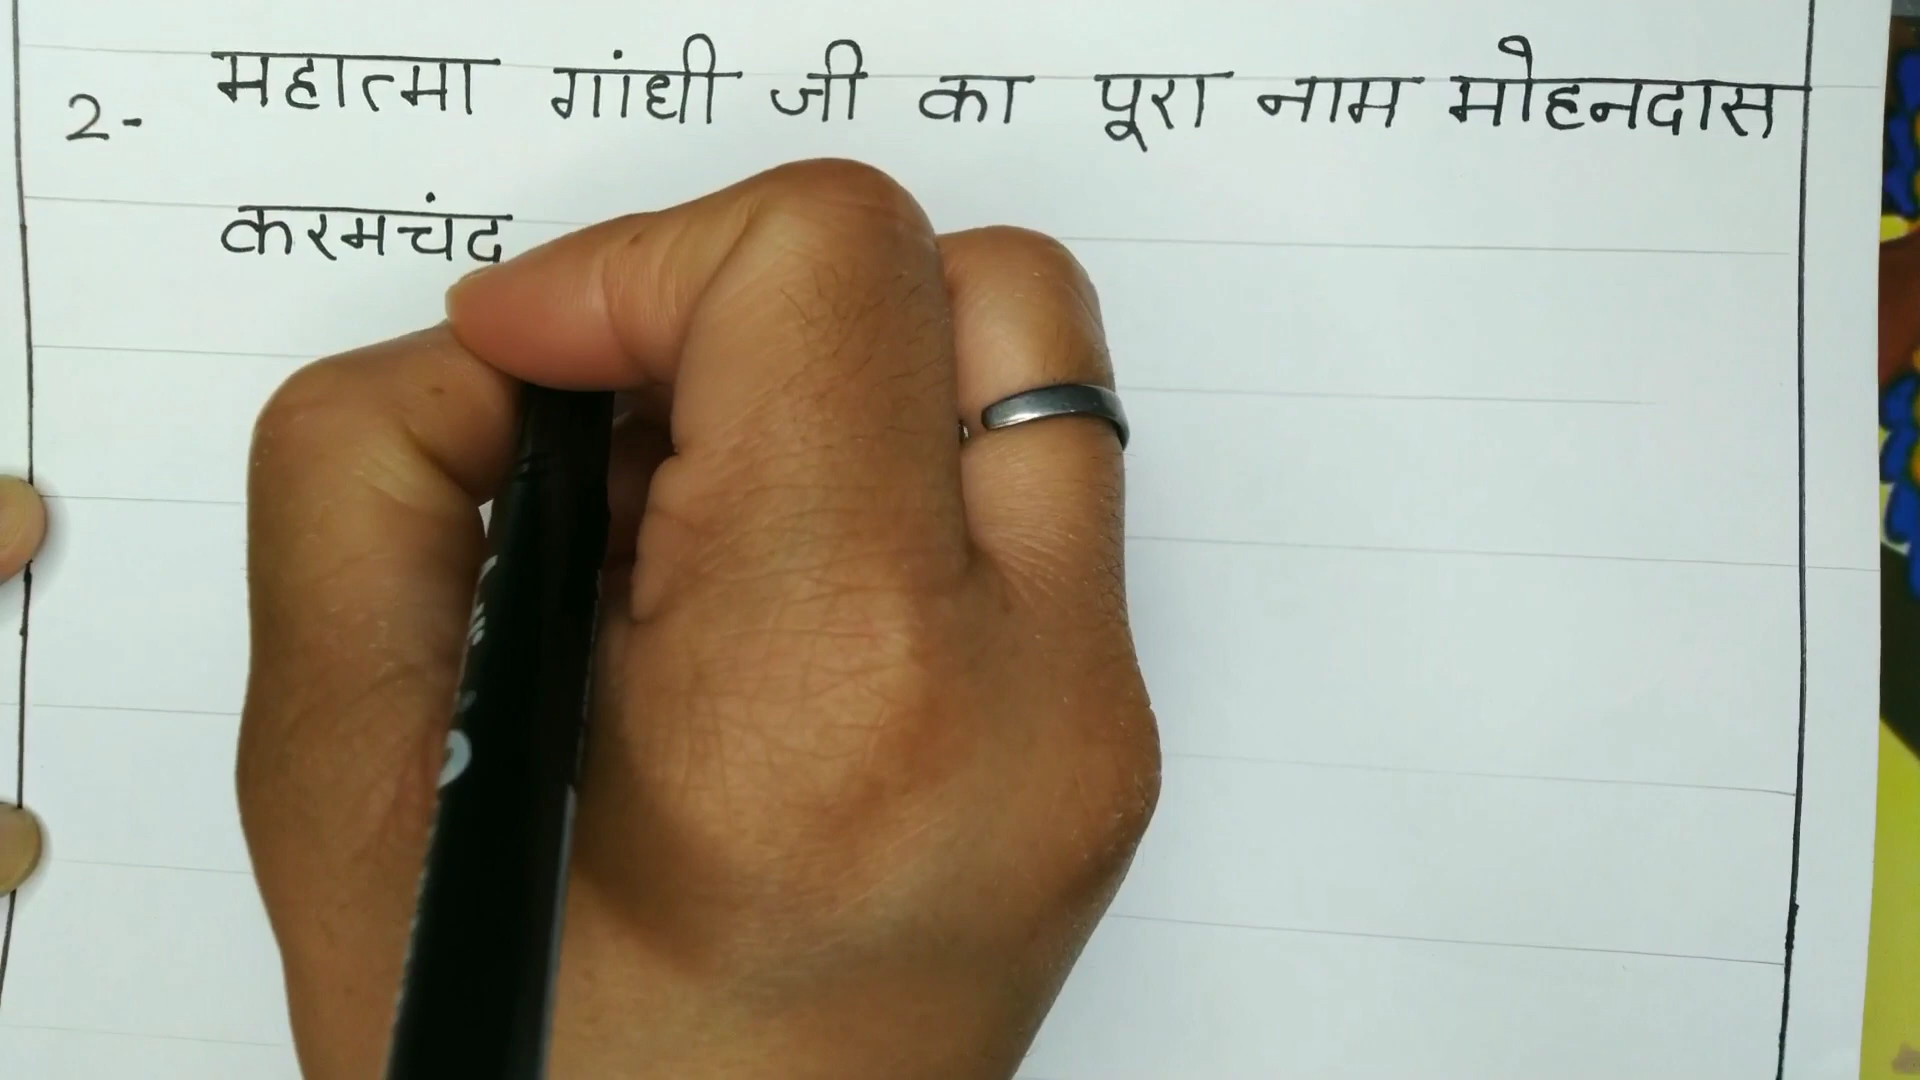 2- महात्मा गांधी जी का पूरा नाम मोहनदास
करमचंद